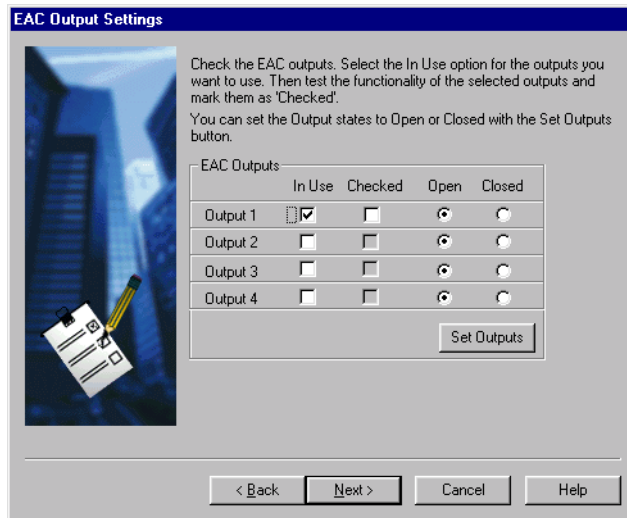 EAC Output Settings
Check the EAC outputs. Select the In Use option for the outputs you
want to use. Then test the functionality of the selected outputs and
mark them as 'Checked'.
You can set the Output states to Open or Closed with the Set Outputs
button.
EAC Outputs
In Use Checked Open Closed
Output 1
Output 2
Output 3
Output 4
Set Outputs
< Back Next > Cancel Help